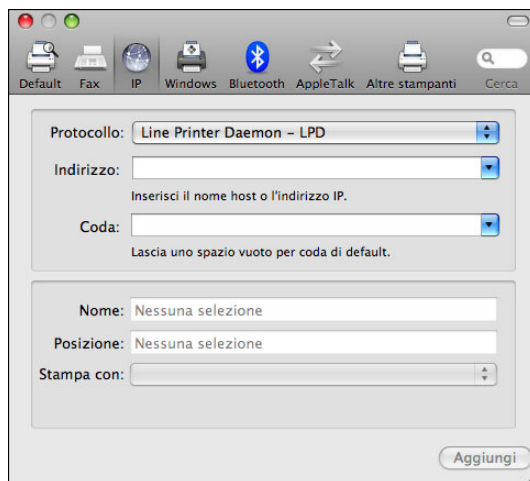 Default Fax IP Windows Bluetooth AppleTalk Altre stampanti Cerca
Protocollo: Line Printer Daemon – LPD
Indirizzo:
Inserisci il nome host o l'indirizzo IP.
Coda:
Lascia uno spazio vuoto per coda di default.
Nome: Nessuna selezione
Posizione: Nessuna selezione
Stampa con:
Aggiungi